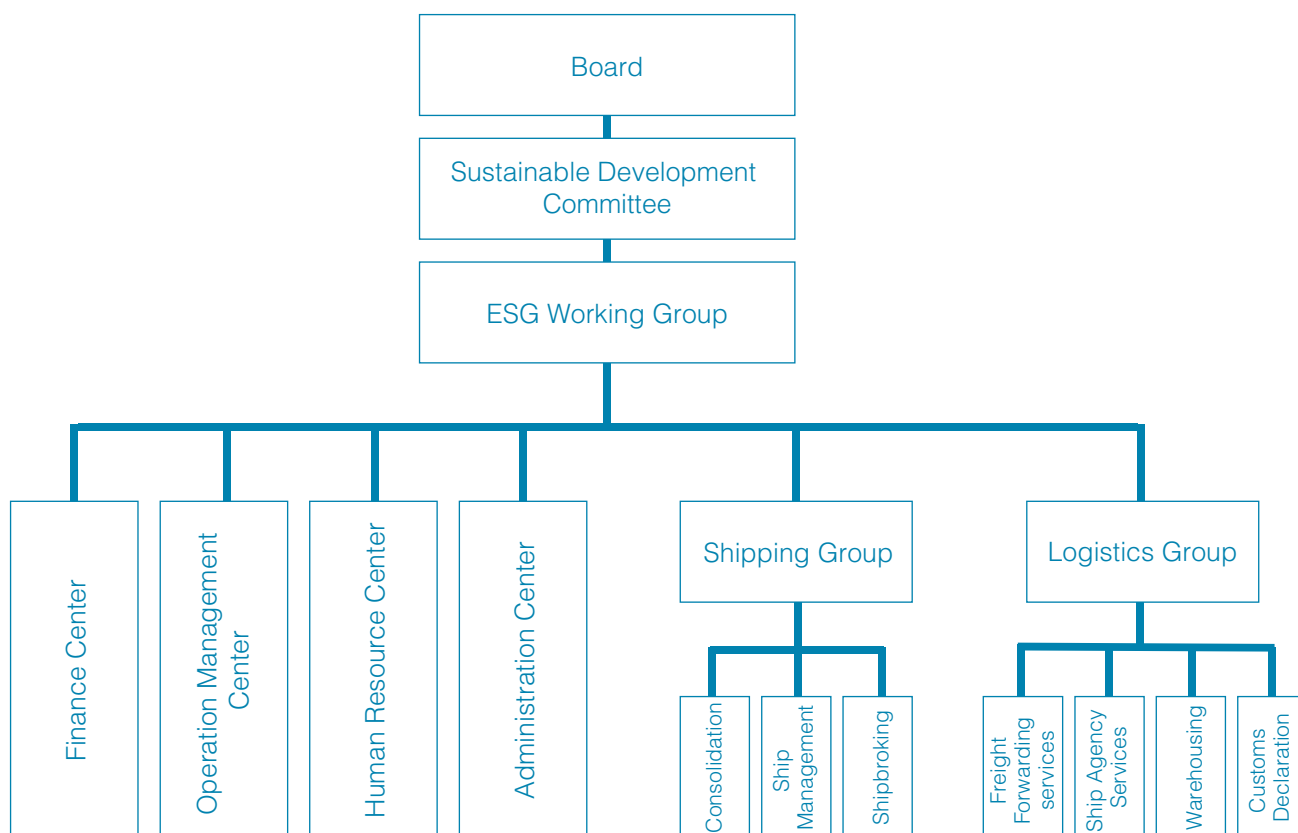 Board
Sustainable Development
Committee
ESG Working Group
Finance Center
Operation Management
Center
Human Resource Center
Administration Center
Shipping Group
Logistics Group
Consolidation
Ship
Management
Shipbroking
Freight
Forwarding
services
Ship Agency
Services
Warehousing
Customs
Declaration